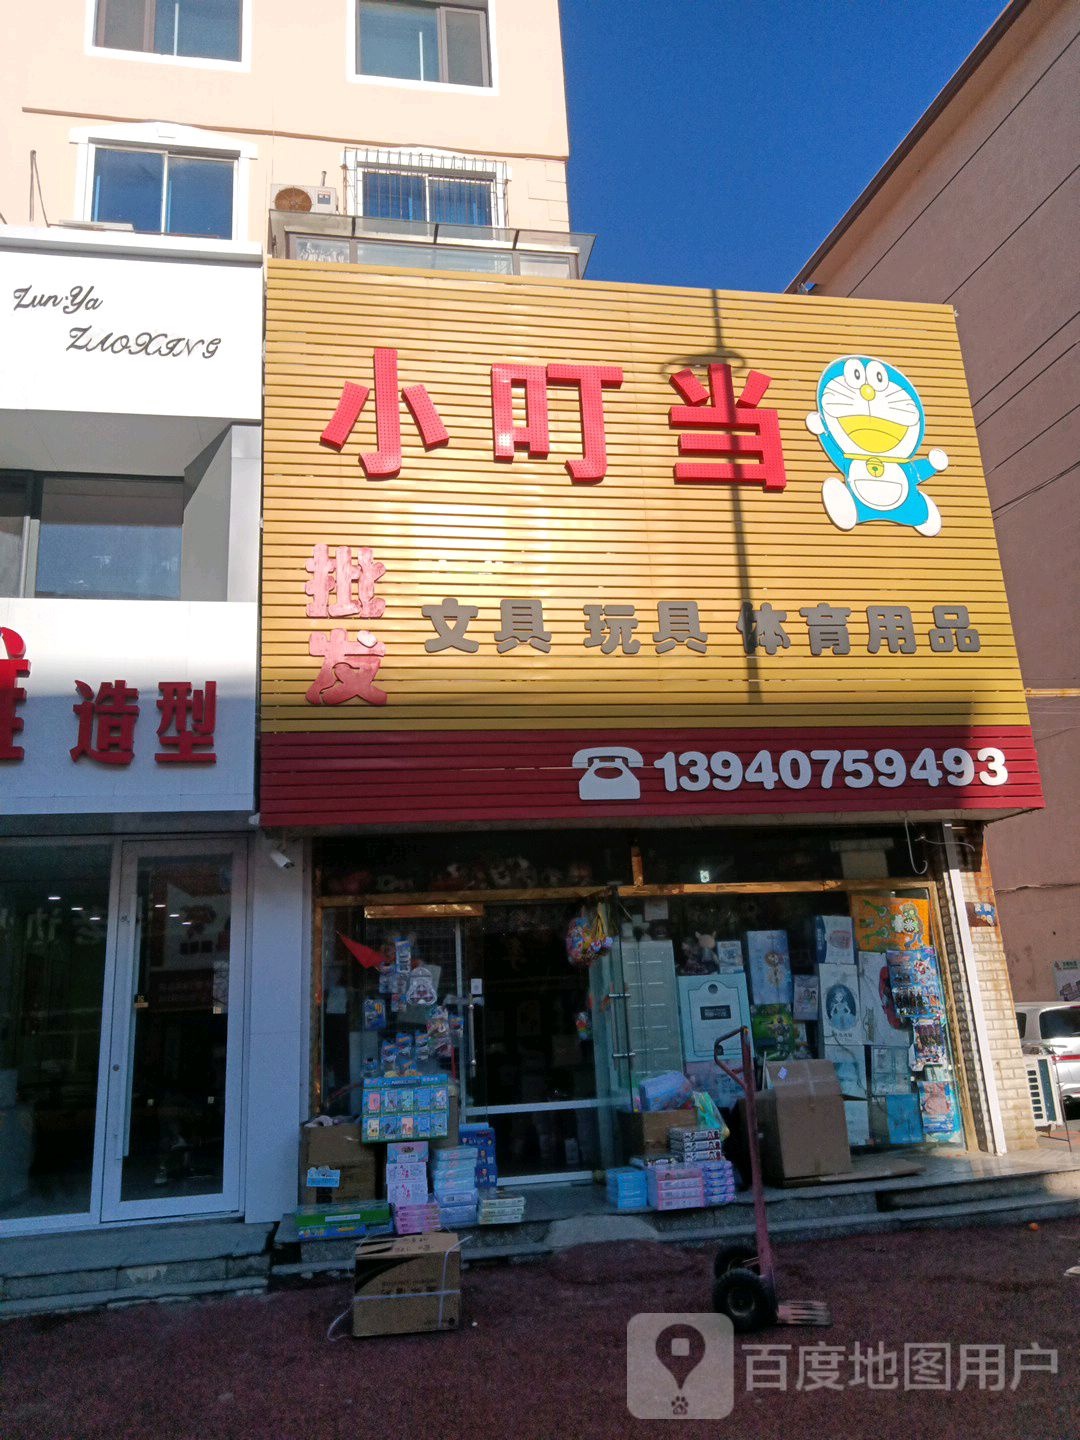 Zun·Ya
ZAOXING
小叮当
批发
文具 玩具 体育用品
造型
13940759493
百度地图用户